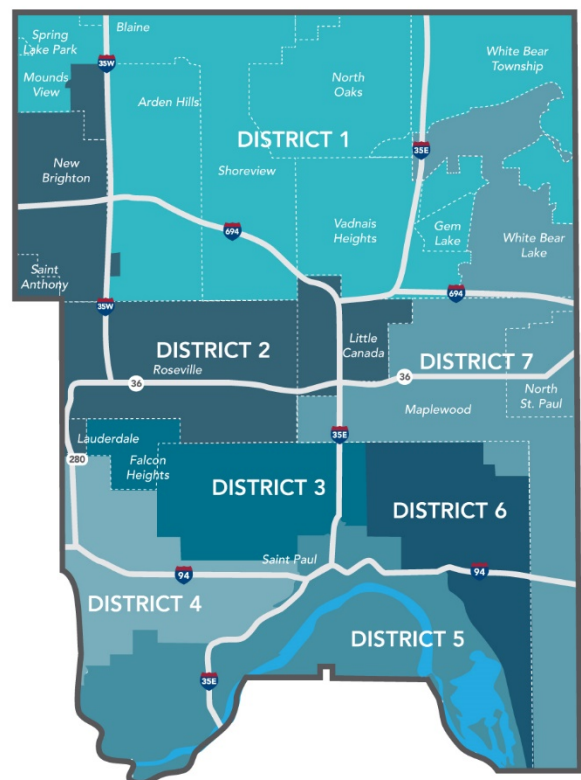 Blaine
Spring
Lake Park
35W
White Bear
Township
Mounds
View
North
Oaks
Arden Hills
DISTRICT 1
35E
New
Brighton
Shoreview
Vadnais
Heights
Gem
Lake
694
White Bear
Lake
Saint
Anthony
694
35W
Little
Canada
DISTRICT 2
DISTRICT 7
Roseville
36
36
North
St. Paul
Maplewood
Lauderdale
35E
280
Falcon
Heights
DISTRICT 3
DISTRICT 6
Saint Paul
94
94
DISTRICT 4
DISTRICT 5
35E